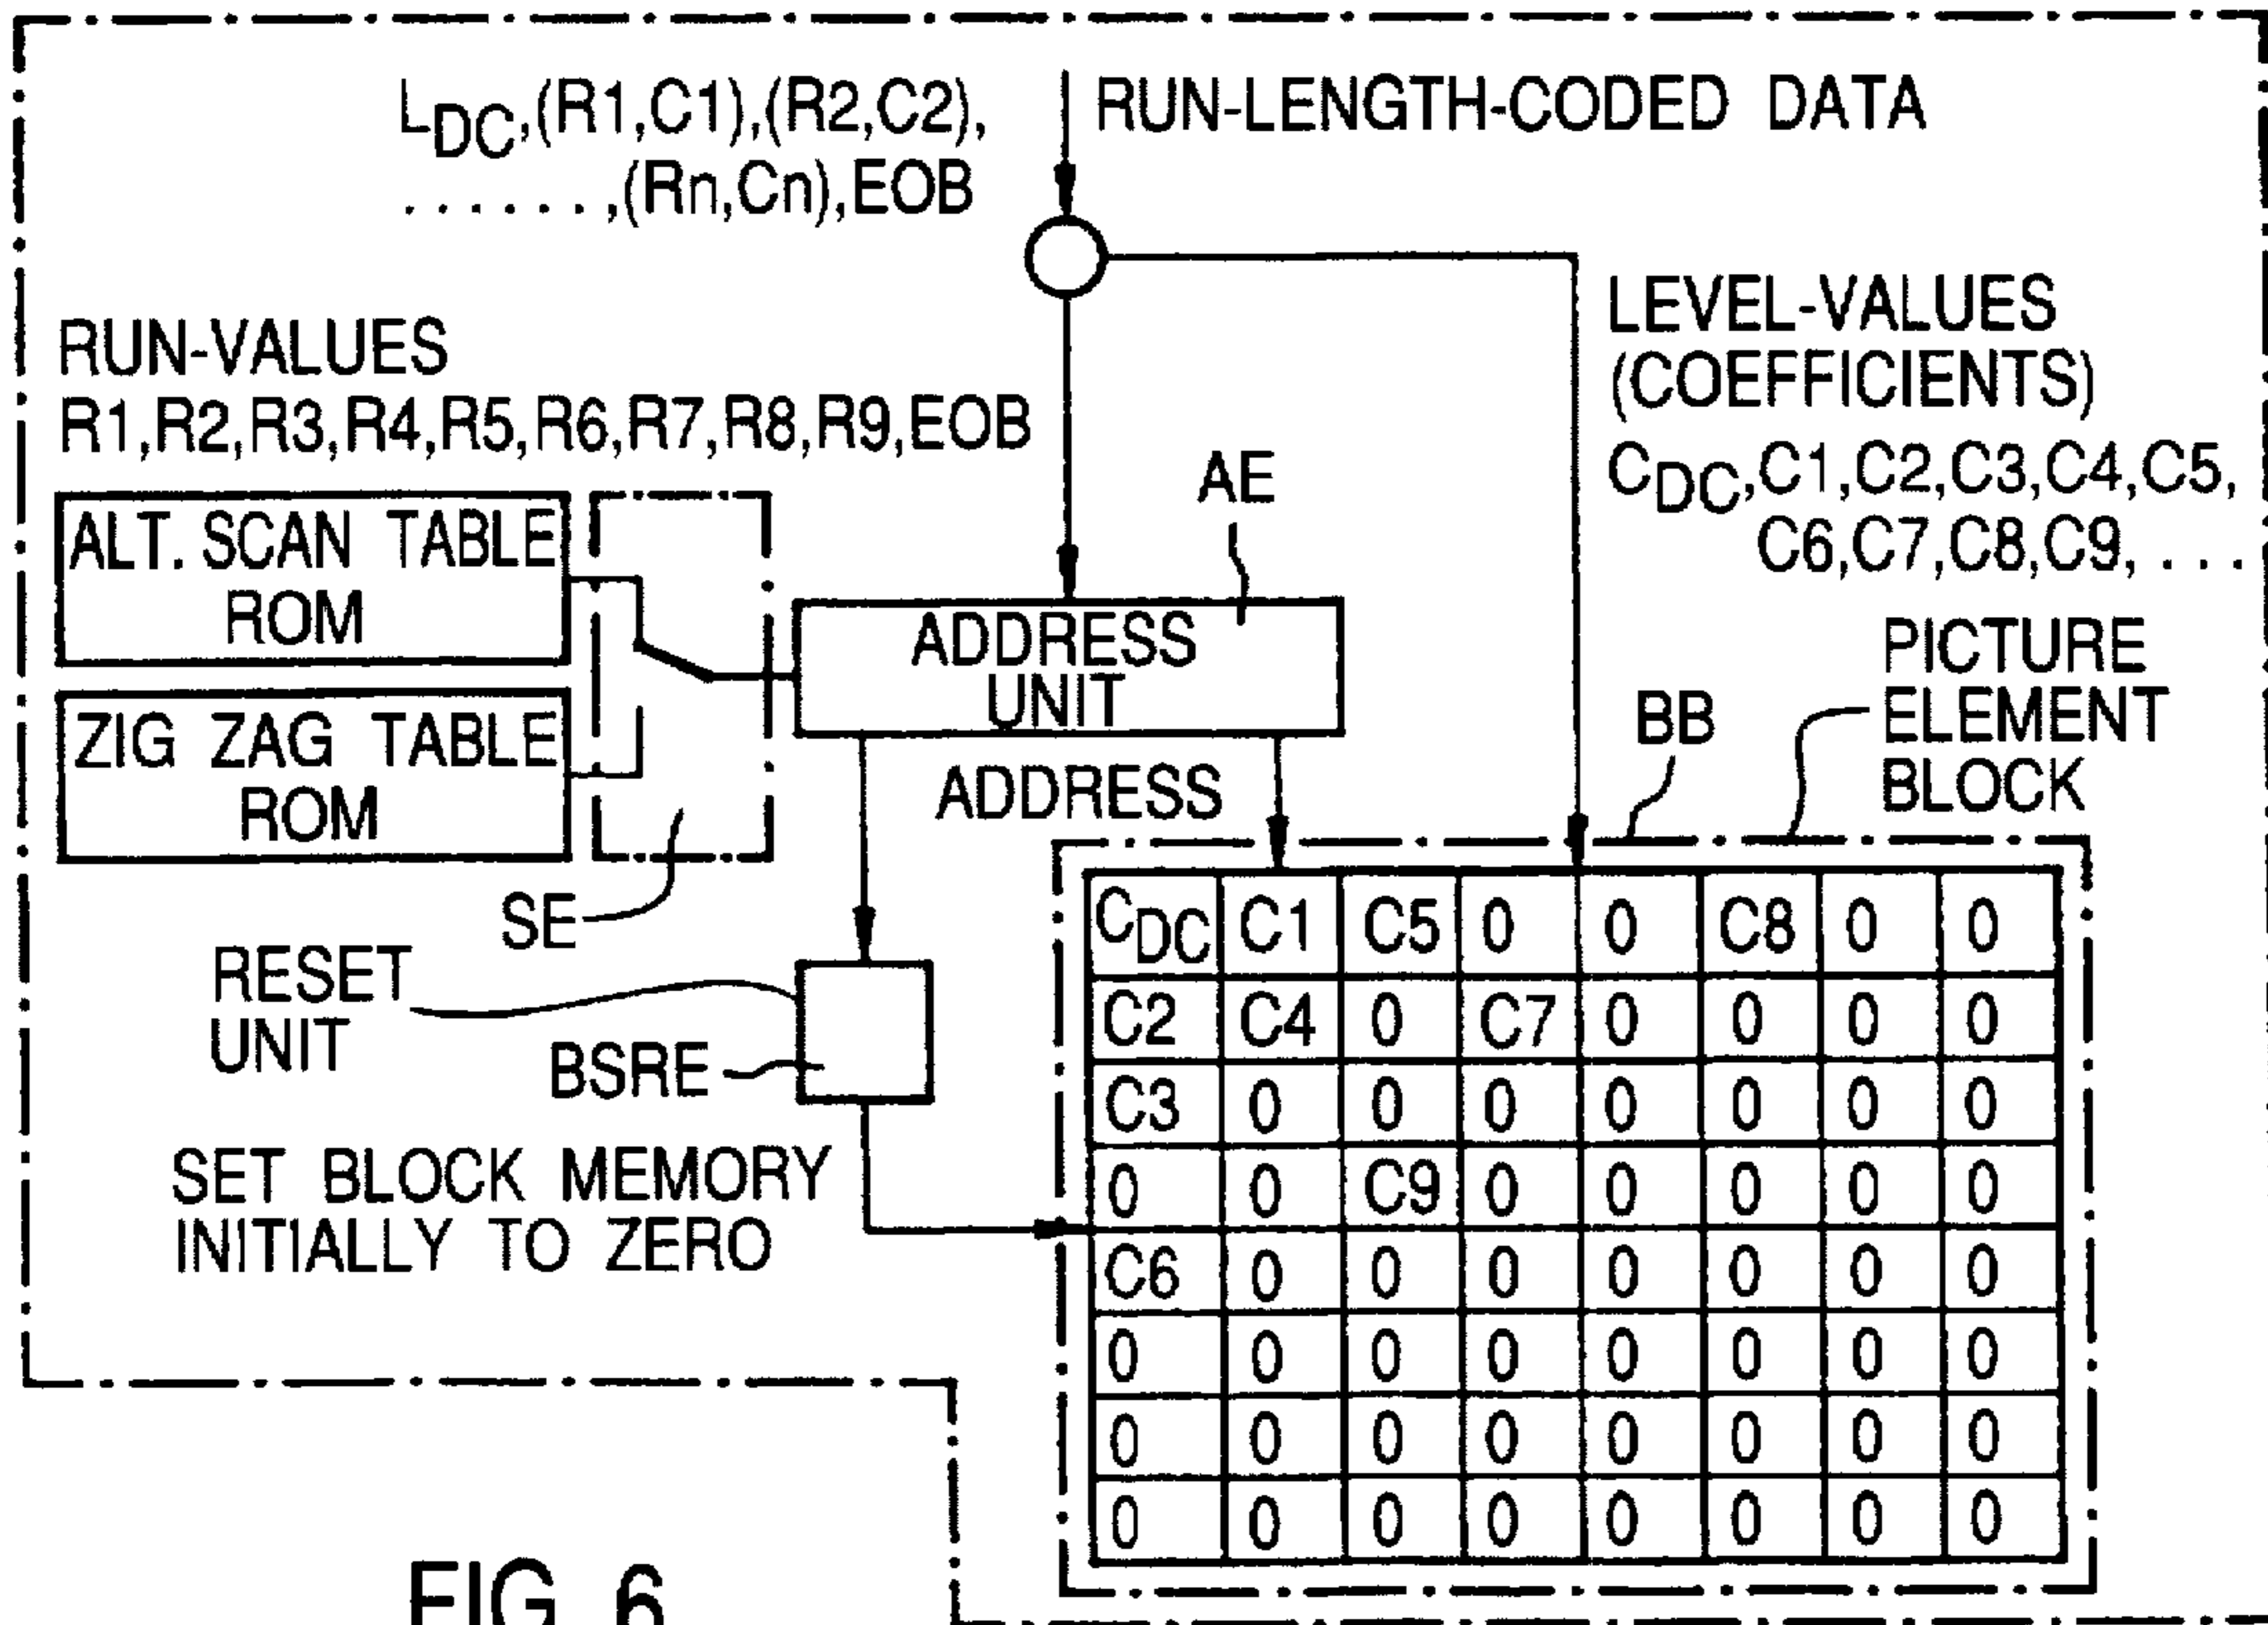 L_DC,(R1,C1),(R2,C2),
.......,(Rn,Cn),EOB
RUN-LENGTH-CODED DATA
RUN-VALUES
R1,R2,R3,R4,R5,R6,R7,R8,R9,EOB
LEVEL-VALUES
(COEFFICIENTS)
C_DC,C1,C2,C3,C4,C5,
C6,C7,C8,C9, ...
ALT. SCAN TABLE
ROM
ZIG ZAG TABLE
ROM
AE
ADDRESS
UNIT
ADDRESS
BB
PICTURE
ELEMENT
BLOCK
SE
RESET
UNIT
BSRE
SET BLOCK MEMORY
INITIALLY TO ZERO
C_DC C1 C5 0 0 C8 0 0
C2 C4 0 C7 0 0 0 0
C3 0 0 0 0 0 0 0
0 0 C9 0 0 0 0 0
C6 0 0 0 0 0 0 0
0 0 0 0 0 0 0 0
0 0 0 0 0 0 0 0
0 0 0 0 0 0 0 0
FIG 6